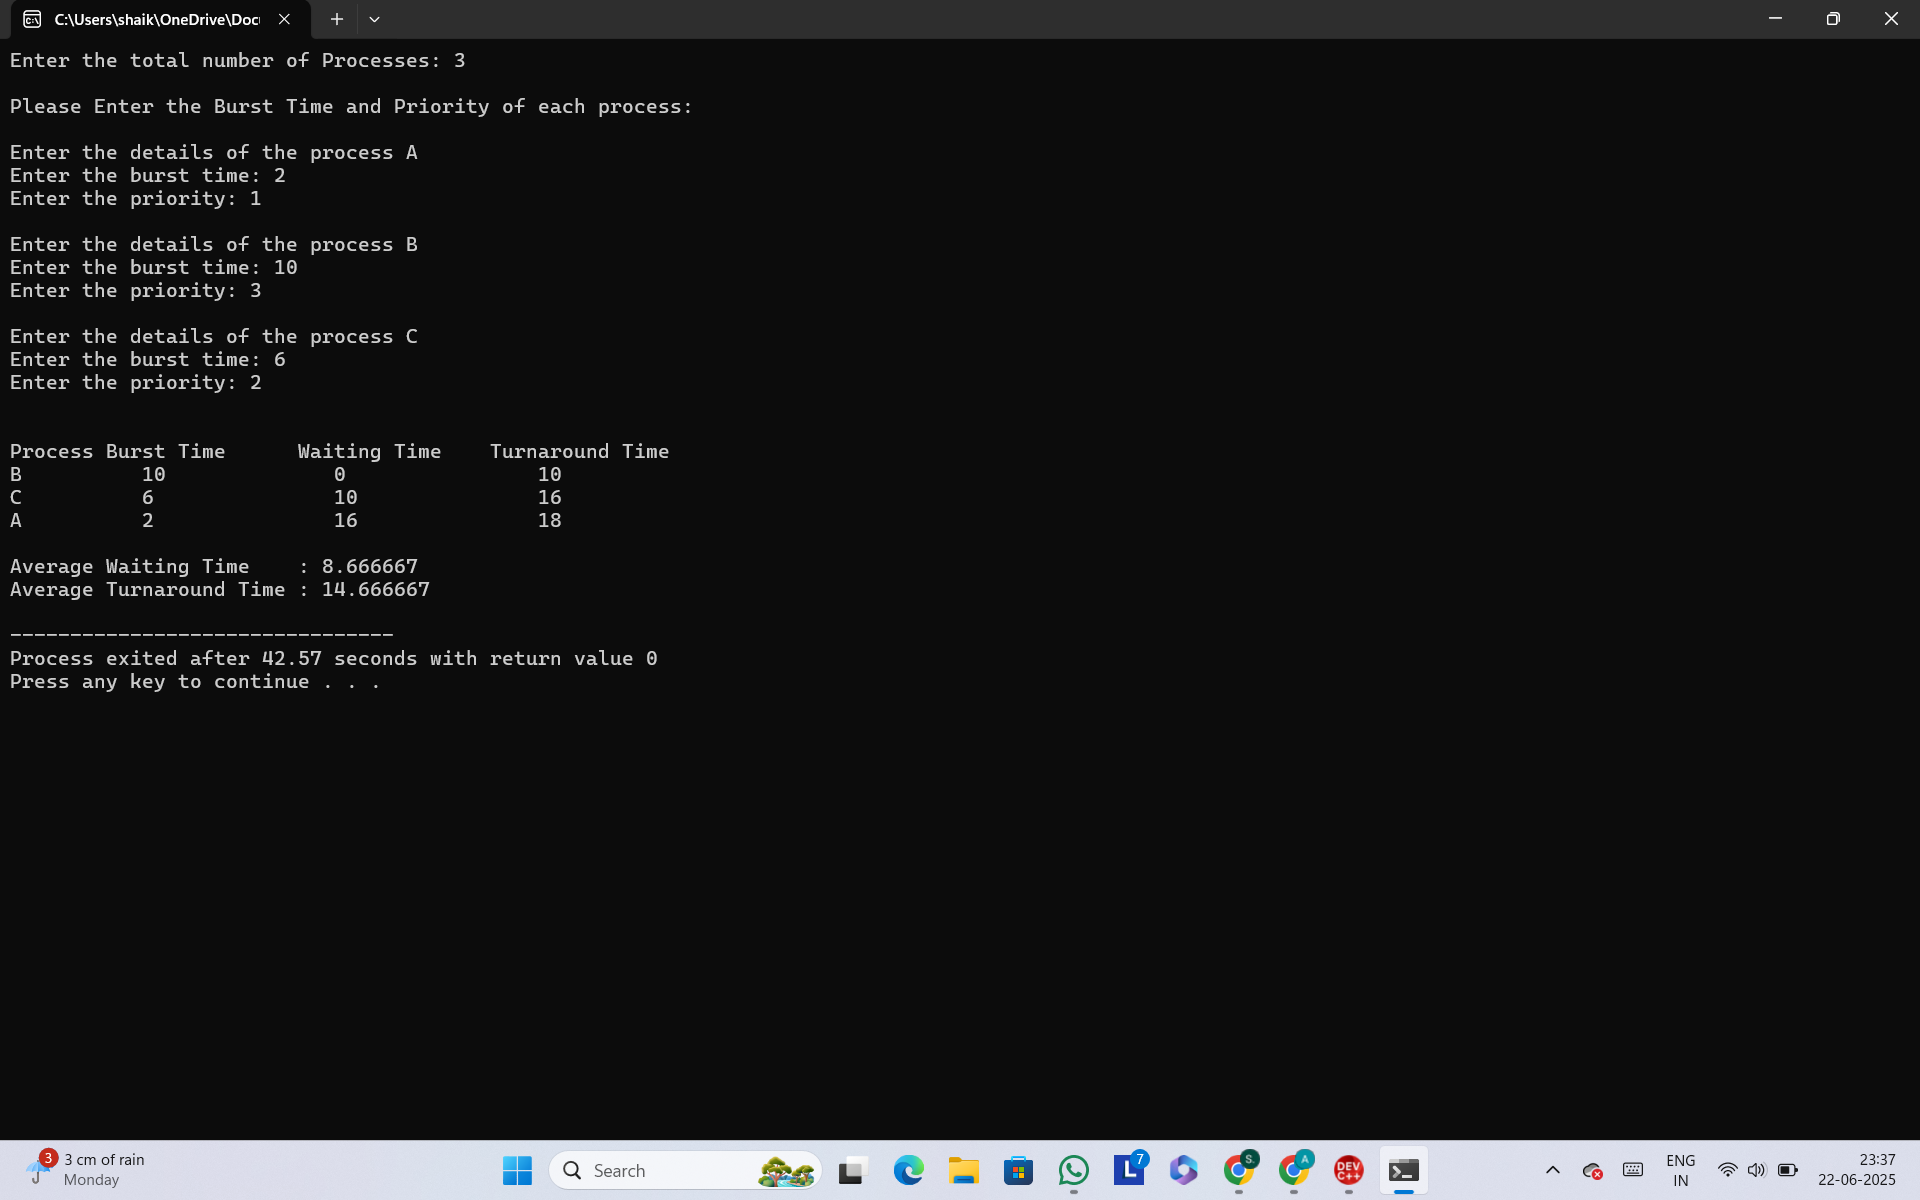 C:\Users\shaik\OneDrive\Doc
Enter the total number of Processes: 3
Please Enter the Burst Time and Priority of each process:
Enter the details of the process A
Enter the burst time: 2
Enter the priority: 1
Enter the details of the process B
Enter the burst time: 10
Enter the priority: 3
Enter the details of the process C
Enter the burst time: 6
Enter the priority: 2
Process Burst Time      Waiting Time    Turnaround Time
B          10              0                10
C          6               10               16
A          2               16               18
Average Waiting Time    : 8.666667
Average Turnaround Time : 14.666667
--------------------------------
Process exited after 42.57 seconds with return value 0
Press any key to continue . . .
3
3 cm of rain
Monday
Search
7
S.
A
DEV
C++
ENG
IN
23:37
22-06-2025